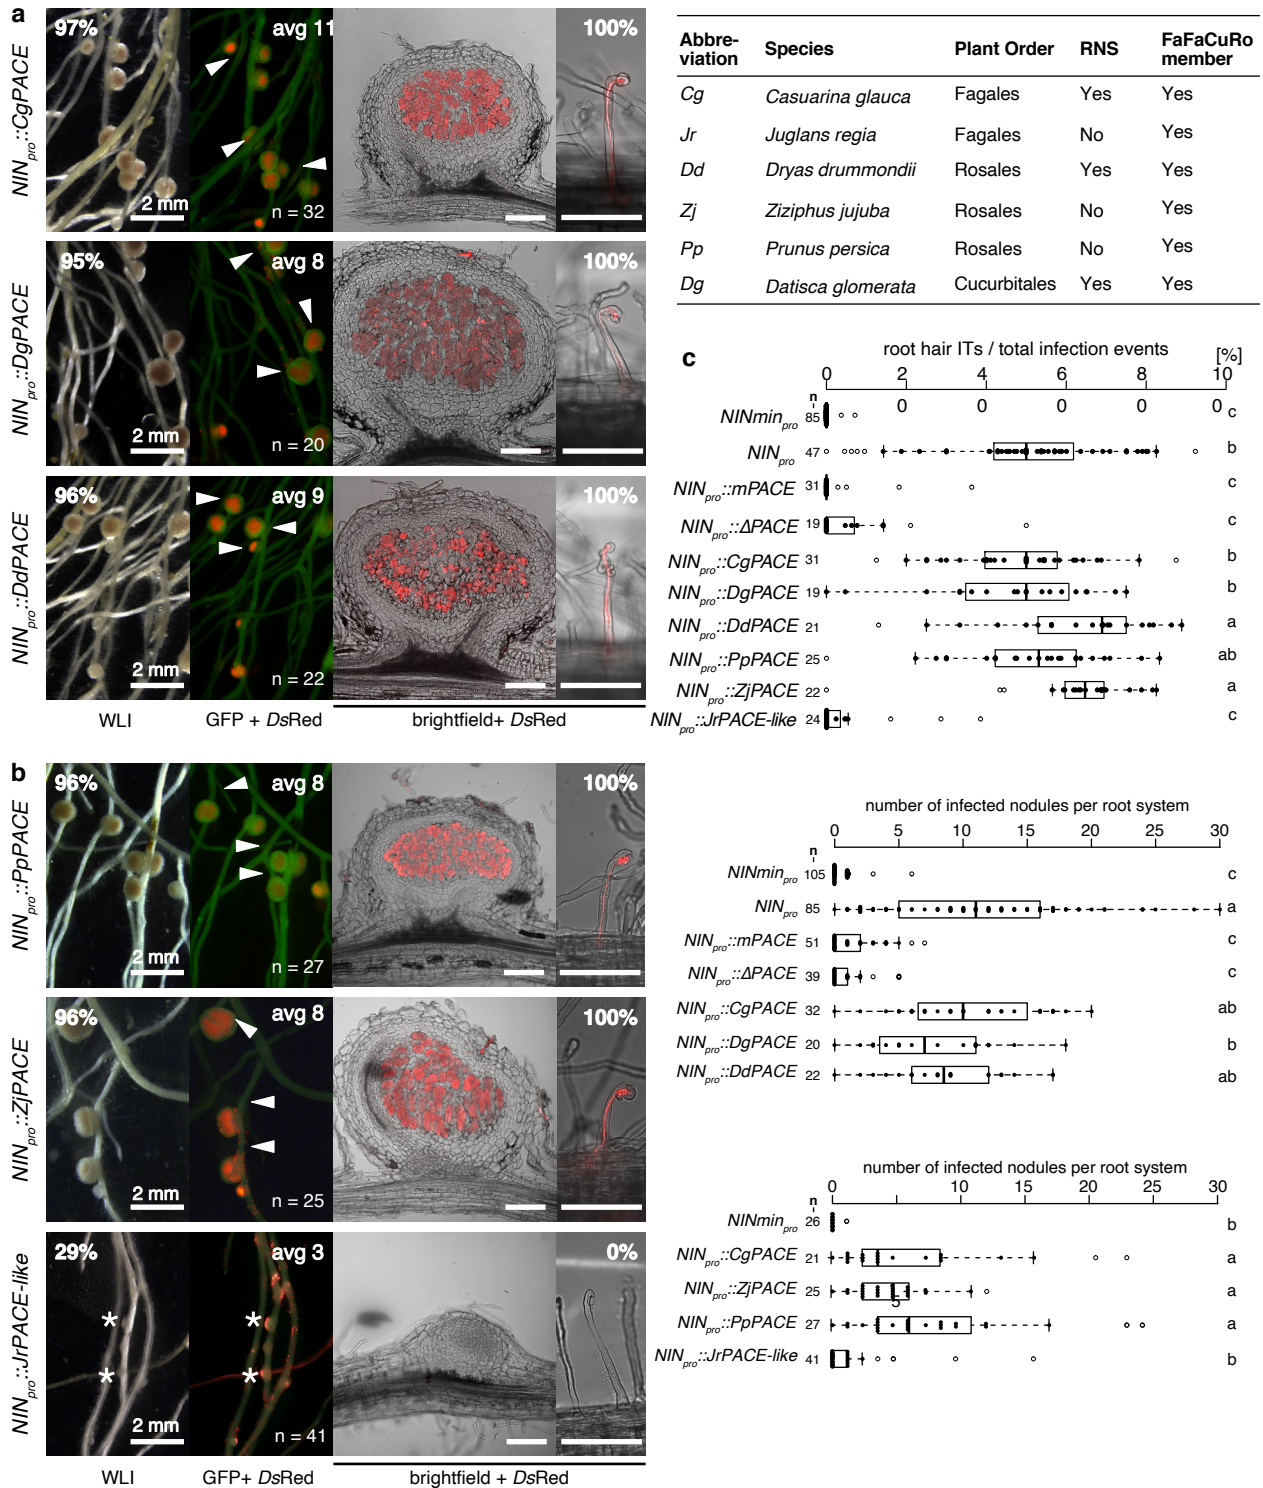 a
NINpro::CgPACE
97%
avg 11
100%
2 mm
n = 32
NINpro::DgPACE
95%
avg 8
100%
2 mm
n = 20
NINpro::DdPACE
96%
avg 9
100%
2 mm
n = 22
WLI
GFP + DsRed
brightfield+ DsRed
b
NINpro::PpPACE
96%
avg 8
100%
2 mm
n = 27
NINpro::ZjPACE
96%
avg 8
100%
2 mm
n = 25
NINpro::JrPACE-like
29%
avg 3
0%
*
*
*
*
2 mm
n = 41
WLI
GFP+ DsRed
brightfield + DsRed
Abbre-viation Species Plant Order RNS FaFaCuRo member
Cg Casuarina glauca Fagales Yes Yes
Jr Juglans regia Fagales No Yes
Dd Dryas drummondii Rosales Yes Yes
Zj Ziziphus jujuba Rosales No Yes
Pp Prunus persica Rosales No Yes
Dg Datisca glomerata Cucurbitales Yes Yes
c
root hair ITs / total infection events
[%]
0 2 4 6 8 10
0 0 0 0 0
n
NINminpro 85 c
NINpro 47 b
NINpro::mPACE 31 c
NINpro::ΔPACE 19 c
NINpro::CgPACE 31 b
NINpro::DgPACE 19 b
NINpro::DdPACE 21 a
NINpro::PpPACE 25 ab
NINpro::ZjPACE 22 a
NINpro::JrPACE-like 24 c
number of infected nodules per root system
0 5 10 15 20 25 30
n
NINminpro 105 c
NINpro 85 a
NINpro::mPACE 51 c
NINpro::ΔPACE 39 c
NINpro::CgPACE 32 ab
NINpro::DgPACE 20 b
NINpro::DdPACE 22 ab
number of infected nodules per root system
0 10 15 20 25 30
n
NINminpro 26 b
NINpro::CgPACE 21 a
NINpro::ZjPACE 25 a
5
NINpro::PpPACE 27 a
NINpro::JrPACE-like 41 b